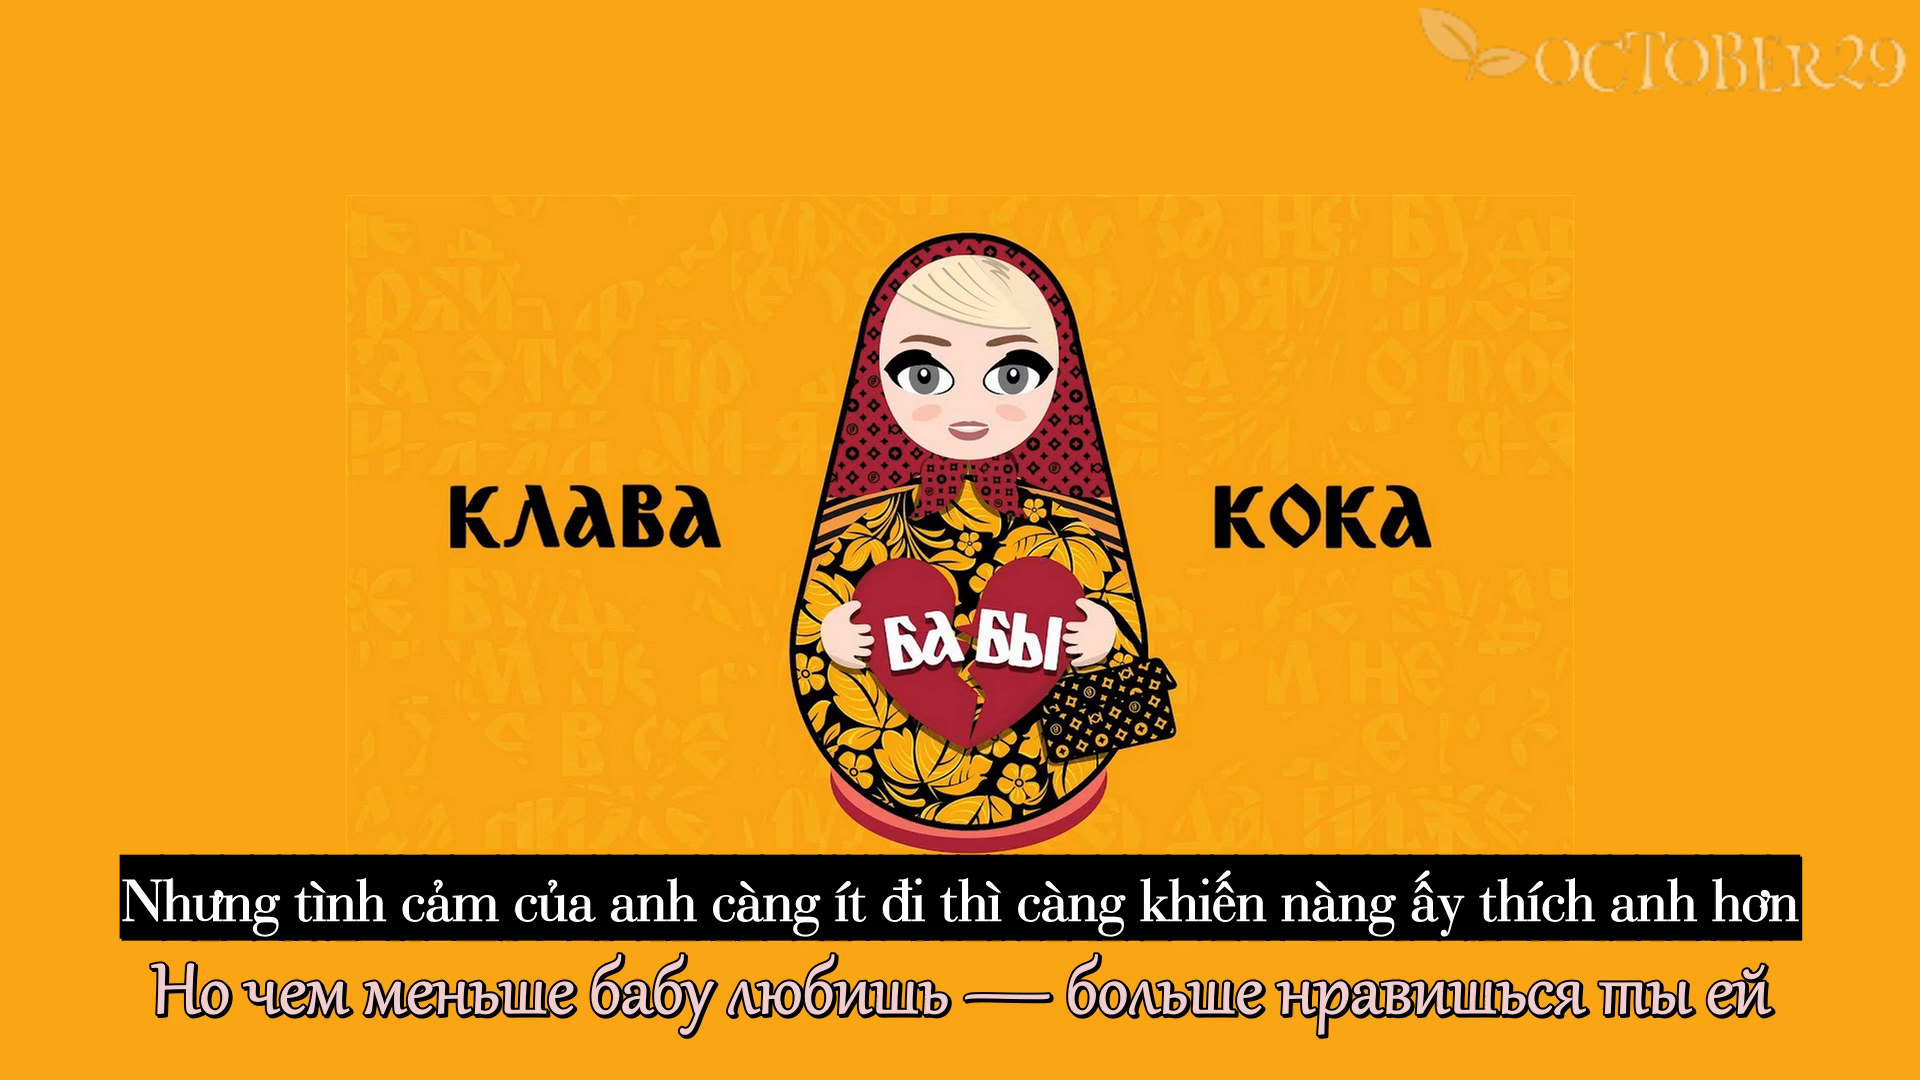 OCTOBER29
КЛАВА
КОКА
БАБЫ
Nhưng tình cảm của anh càng ít đi thì càng khiến nàng ấy thích anh hơn
Но чем меньше бабу любишь — больше нравишься ты ей